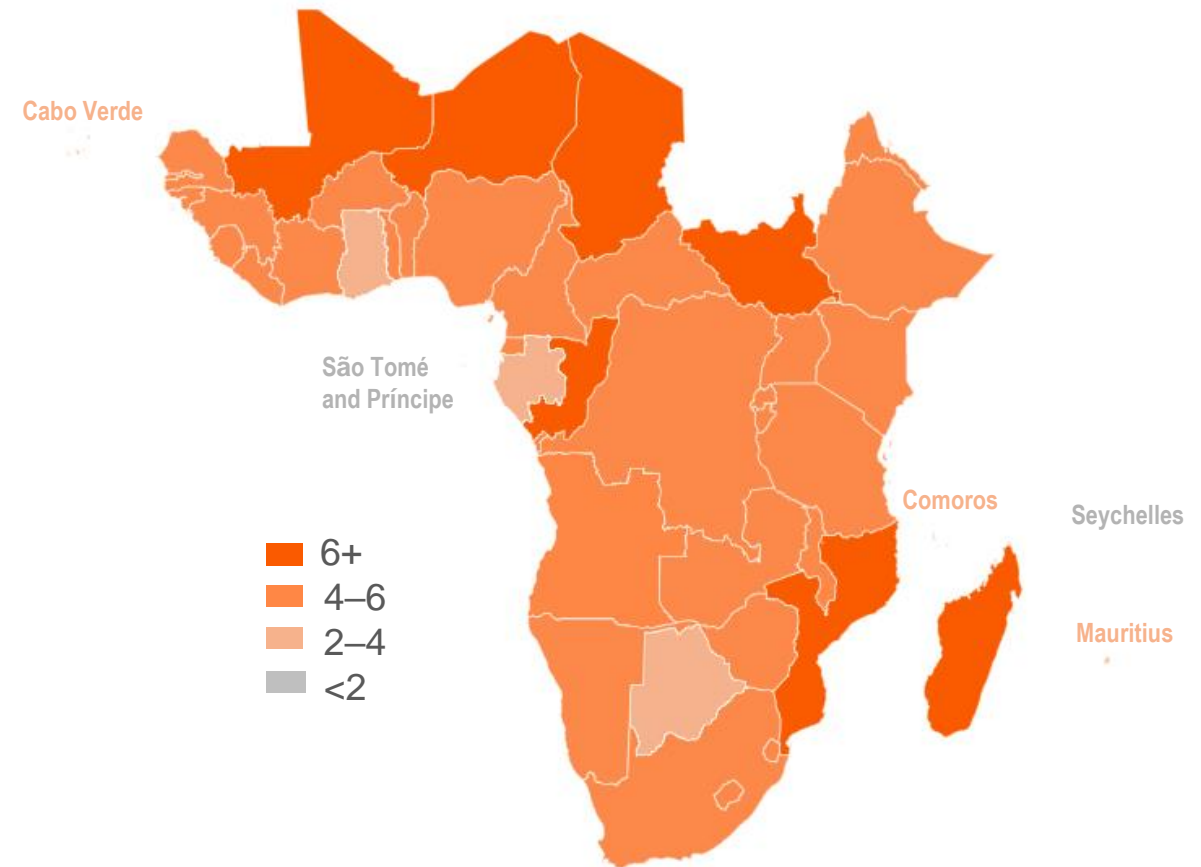 Cabo Verde
São Tomé
and Príncipe
Comoros
Seychelles
Mauritius
6+
4–6
2–4
<2